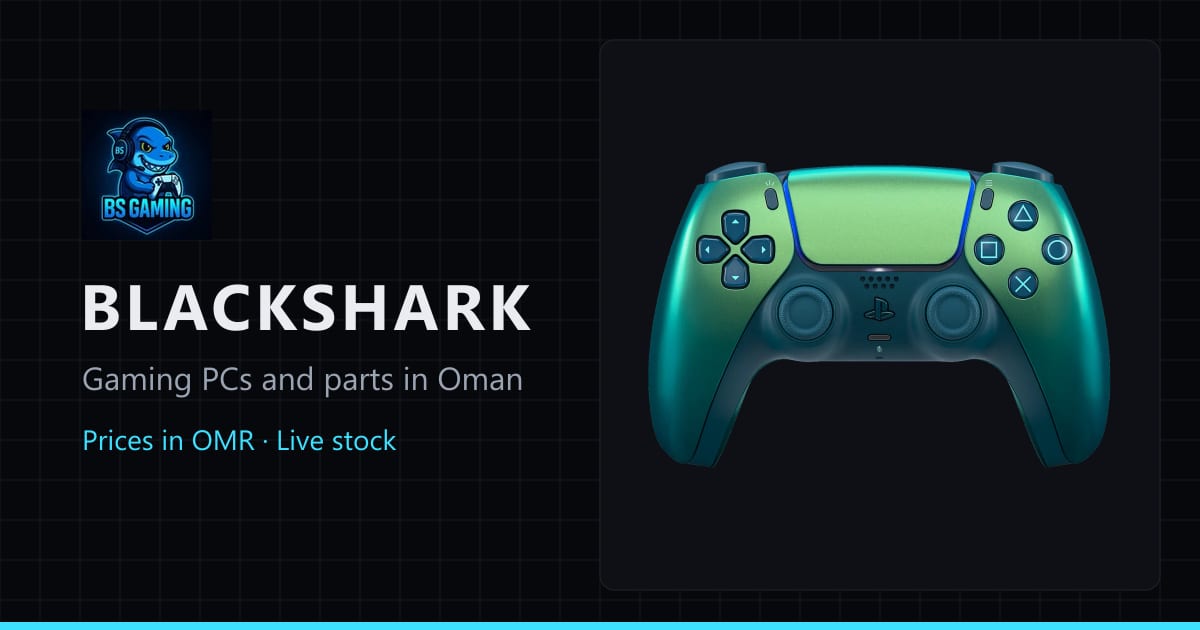 BS
BS GAMING
BLACKSHARK
Gaming PCs and parts in Oman
Prices in OMR · Live stock